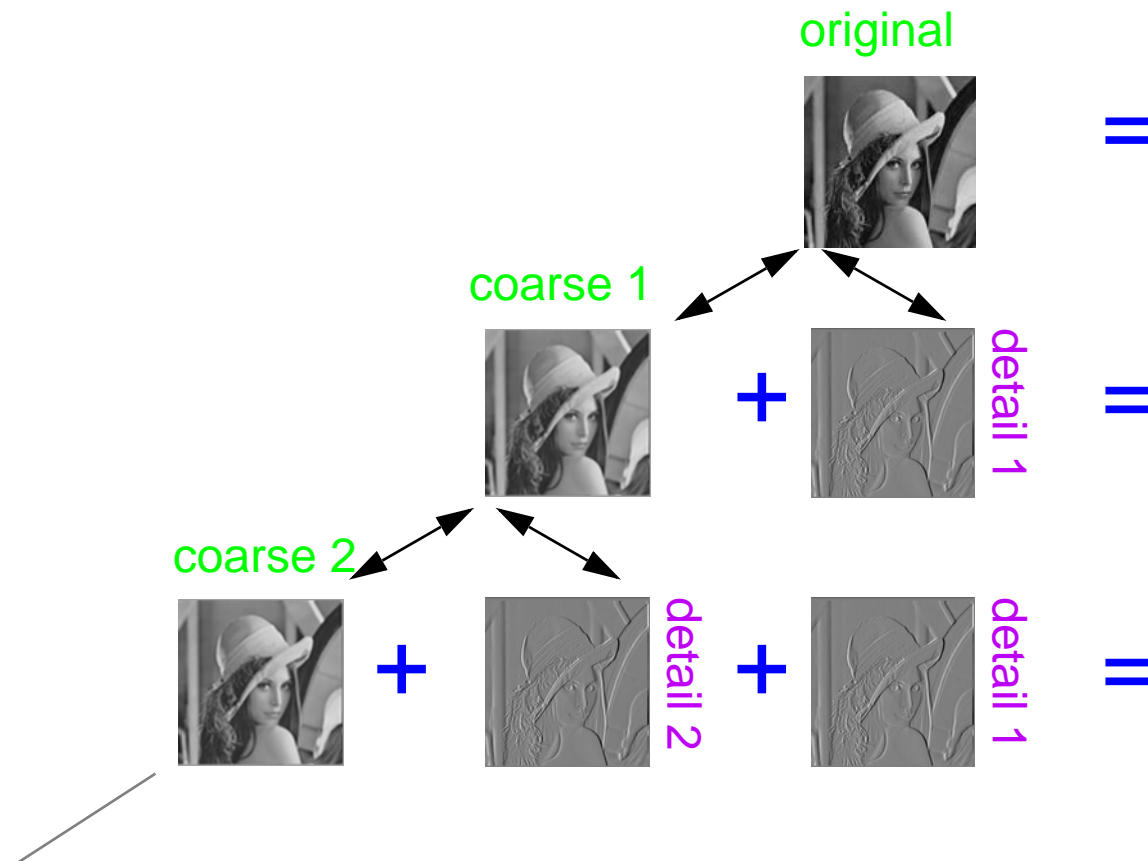 original
=
coarse 1
+
detail 1
=
coarse 2
+
detail 2
+
detail 1
=